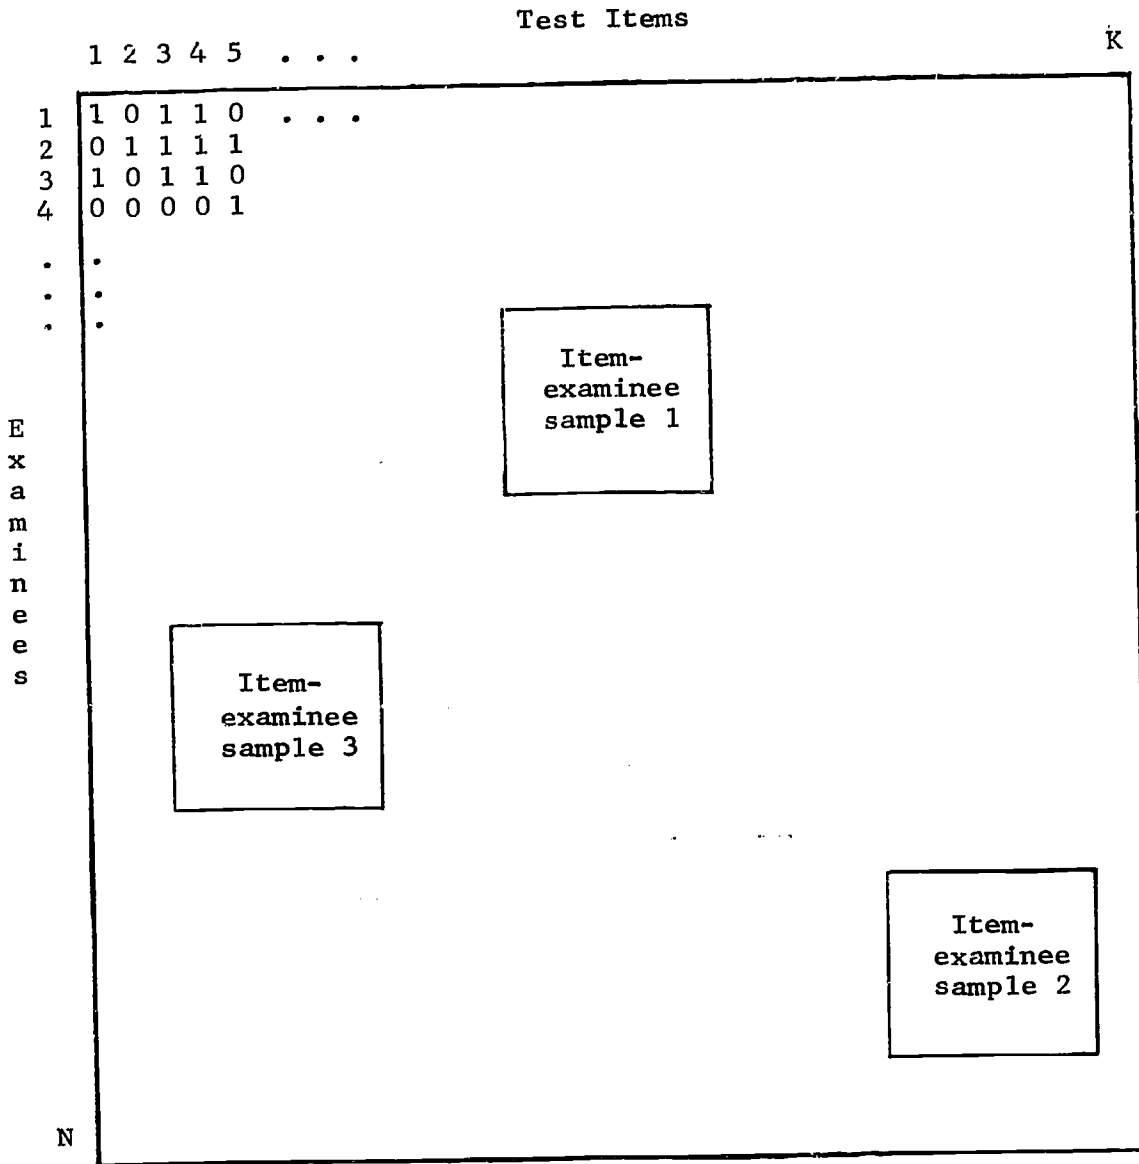 Test Items
1 2 3 4 5 . . . K
1 1 0 1 1 0 . . .
2 0 1 1 1 1
3 1 0 1 1 0
4 0 0 0 0 1
. .
. .
. .
Item-
examinee
sample 1
Examinees
Item-
examinee
sample 3
Item-
examinee
sample 2
N